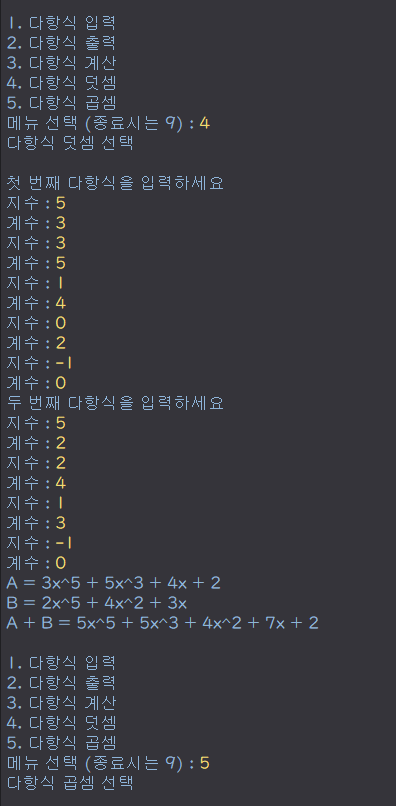 1. 다항식 입력
2. 다항식 출력
3. 다항식 계산
4. 다항식 덧셈
5. 다항식 곱셈
메뉴 선택 (종료시는 9) : 4
다항식 덧셈 선택
첫 번째 다항식을 입력하세요
지수 : 5
계수 : 3
지수 : 3
계수 : 5
지수 : 1
계수 : 4
지수 : 0
계수 : 2
지수 : -1
계수 : 0
두 번째 다항식을 입력하세요
지수 : 5
계수 : 2
지수 : 2
계수 : 4
지수 : 1
계수 : 3
지수 : -1
계수 : 0
A = 3x^5 + 5x^3 + 4x + 2
B = 2x^5 + 4x^2 + 3x
A + B = 5x^5 + 5x^3 + 4x^2 + 7x + 2
1. 다항식 입력
2. 다항식 출력
3. 다항식 계산
4. 다항식 덧셈
5. 다항식 곱셈
메뉴 선택 (종료시는 9) : 5
다항식 곱셈 선택